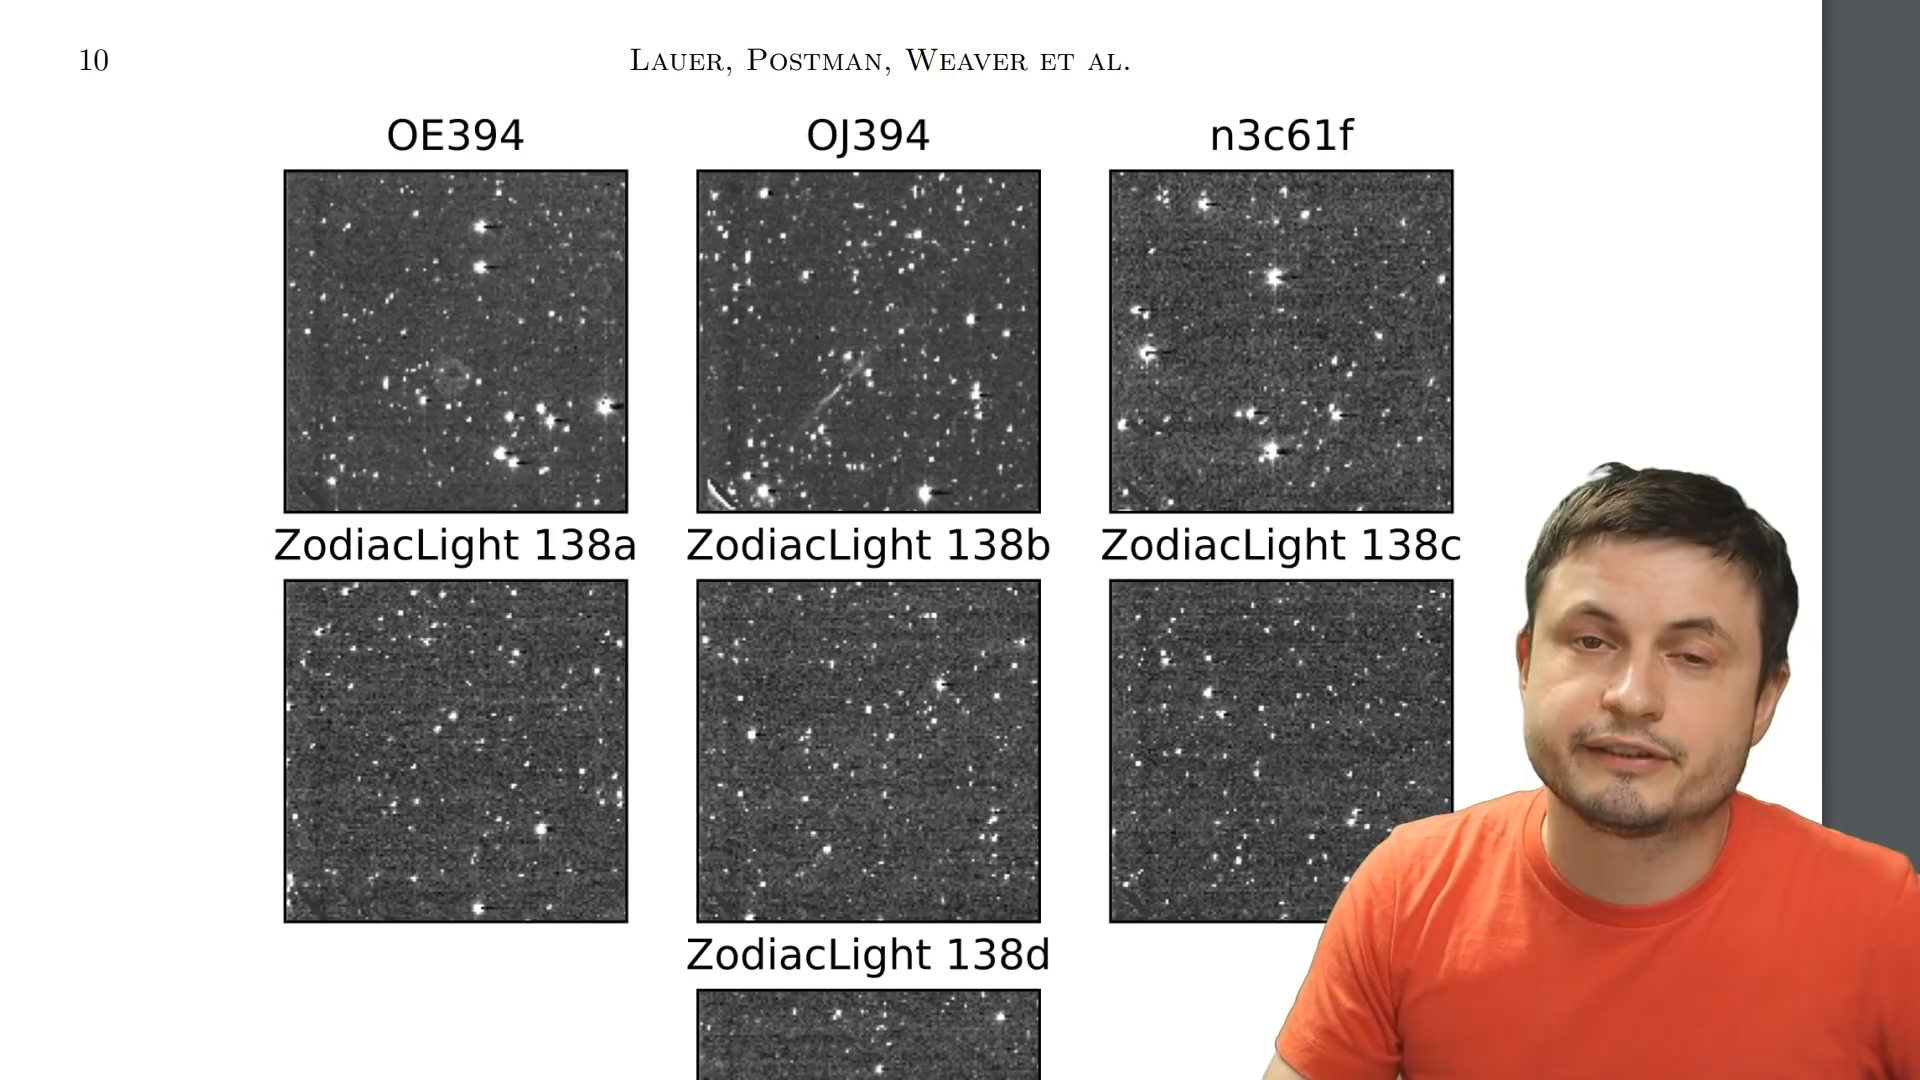 10 LAUER, POSTMAN, WEAVER ET AL.
OE394 OJ394 n3c61f
ZodiacLight 138a ZodiacLight 138b ZodiacLight 138c
ZodiacLight 138d